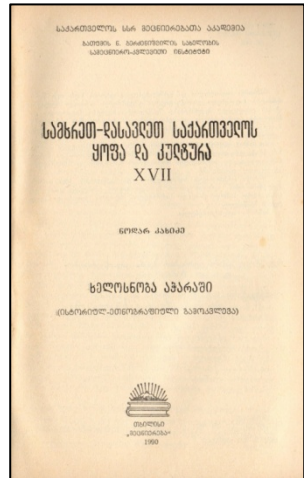 საქართველოს სსრ მეცნიერებათა აკადემია
ბათუმის ნ. ბერძენიშვილის სახელობის
სამეცნიერო-კვლევითი ინსტიტუტი
სამხრეთ-დასავლეთ საქართველოს
ყოფა და კულტურა
XVII
ნოდარ კახიძე
ხელოსნობა აჭარაში
(ისტორიულ-ეთნოგრაფიული გამოკვლევა)
თბილისი
„მეცნიერება“
1990